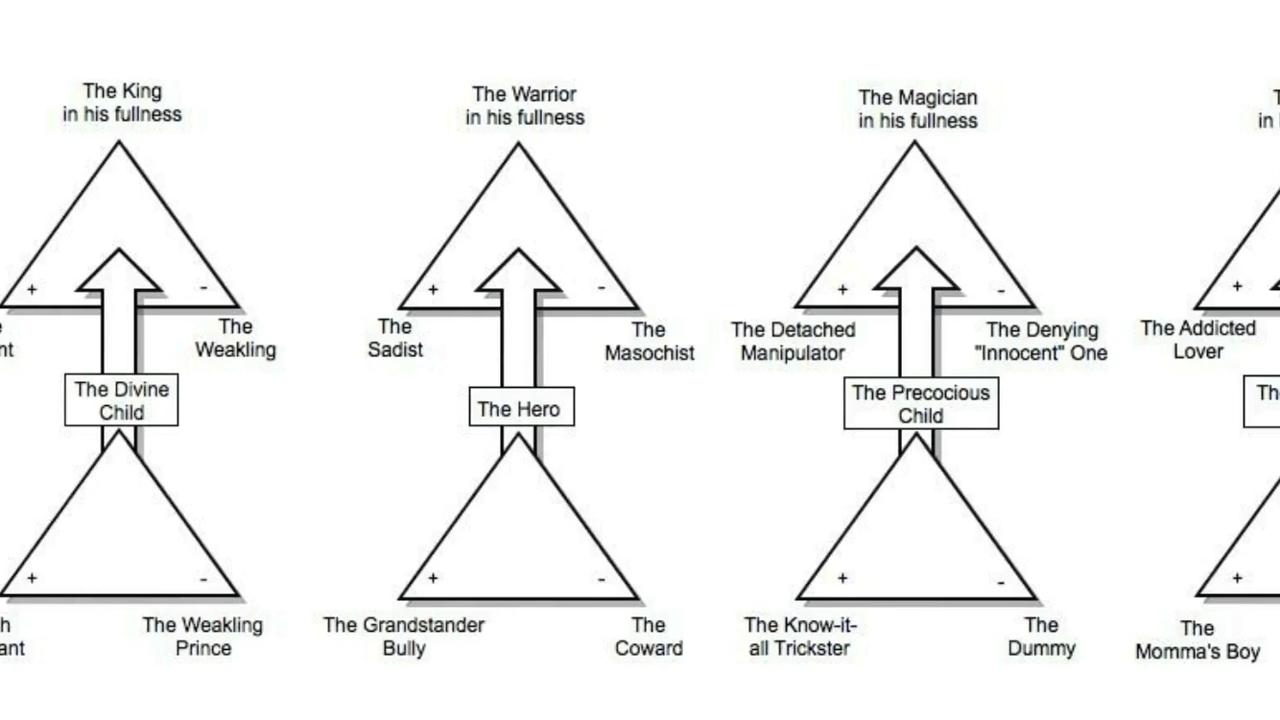 The King
in his fullness
The
Weakling
The Divine
Child
The Weakling
Prince
The Warrior
in his fullness
+
-
The
Sadist
The
Masochist
The Hero
+
-
The Grandstander
Bully
The
Coward
The Magician
in his fullness
+
-
The Detached
Manipulator
The Denying
"Innocent" One
The Precocious
Child
+
-
The Know-it-
all Trickster
The
Dummy
in
+
The Addicted
Lover
+
The
Momma's Boy